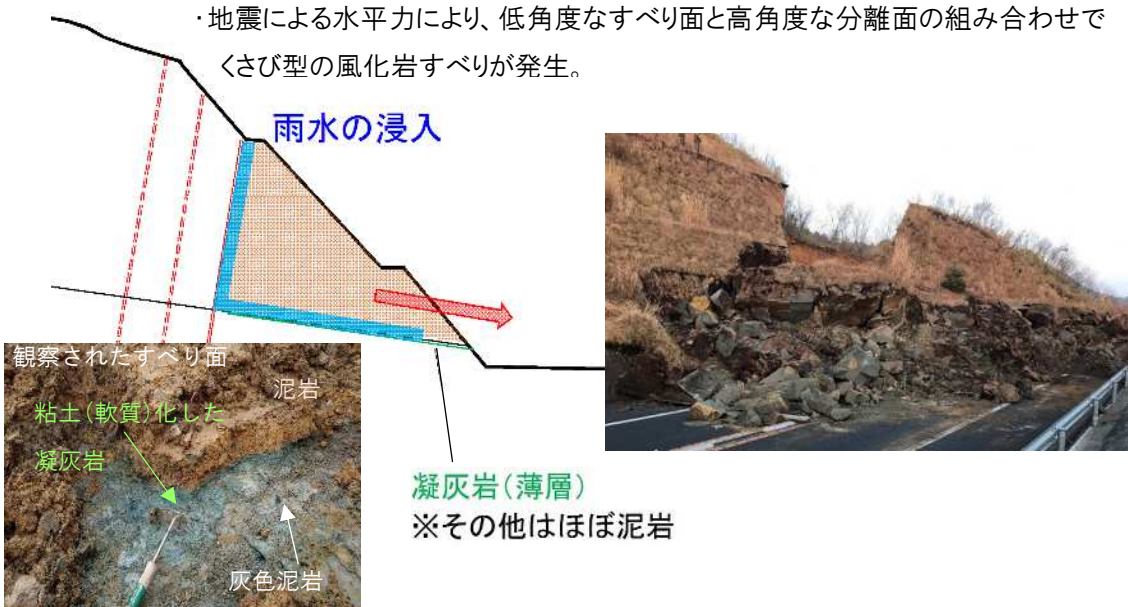 ・地震による水平力により、低角度なすべり面と高角度な分離面の組み合わせで
くさび型の風化岩すべりが発生。
雨水の浸入
観察されたすべり面
泥岩
粘土(軟質)化した
凝灰岩
灰色泥岩
凝灰岩(薄層)
※その他はほぼ泥岩